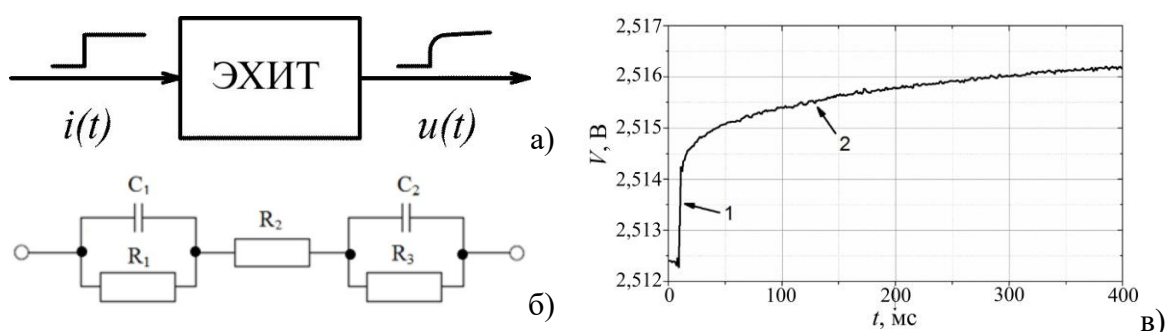 i(t)
ЭХИТ
u(t)
а)
C₁
R₁
R₂
C₂
R₃
б)
V, В
2,517
2,516
2,515
2,514
2,513
2,512
1
2
0
100
200
300
400
t, мс
в)